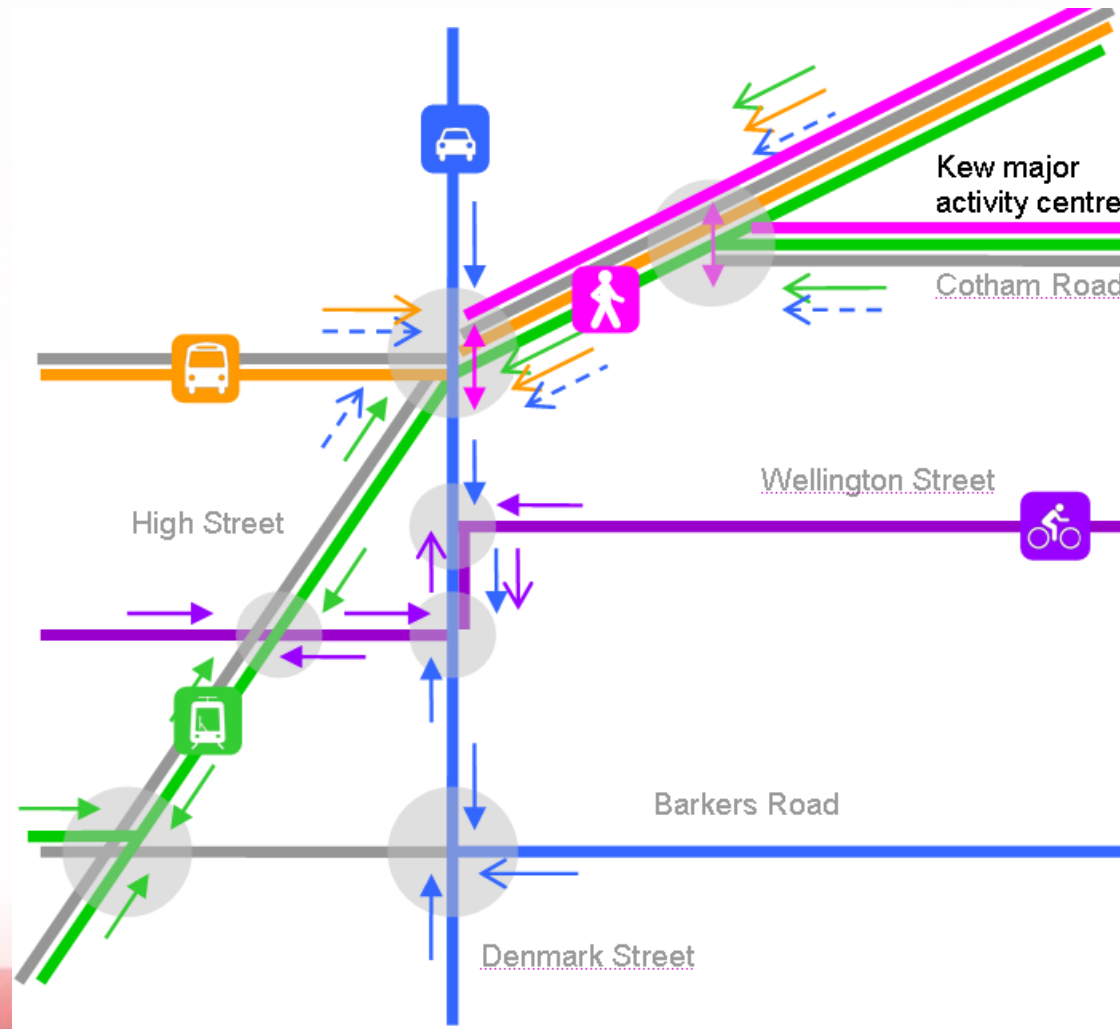 Kew major
activity centre
Cotham Road
Wellington Street
High Street
Barkers Road
Denmark Street